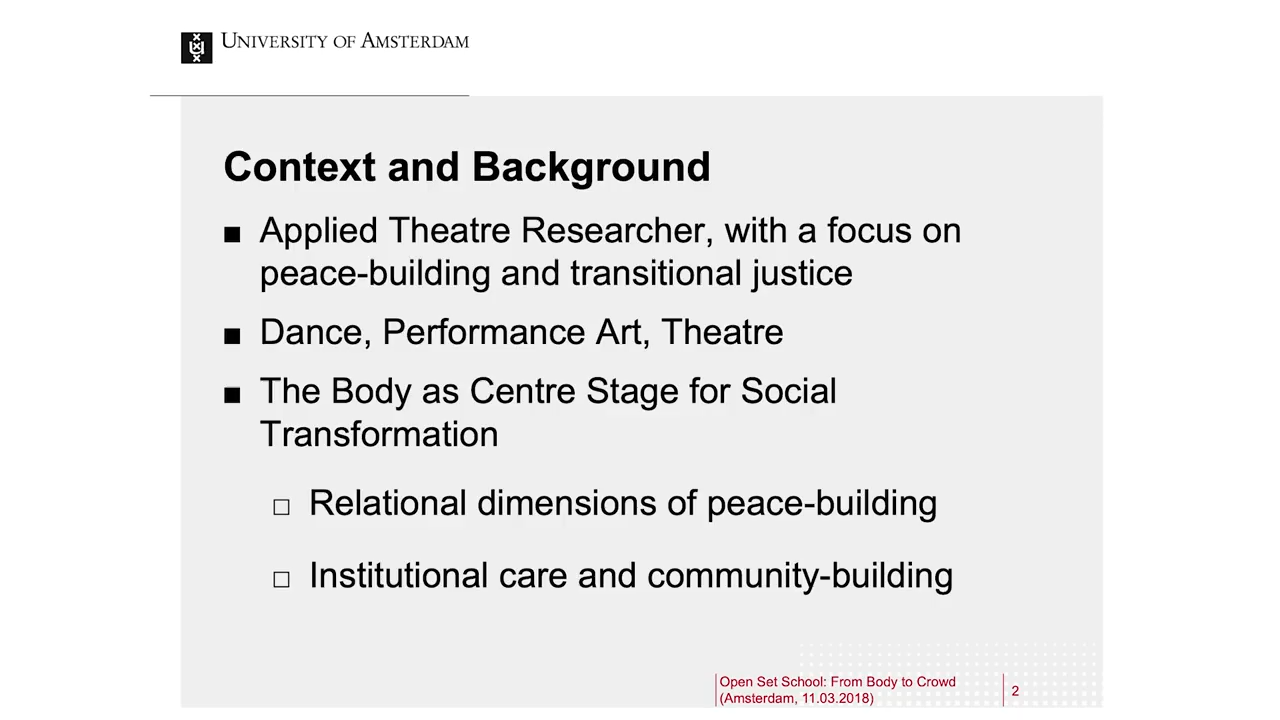 UNIVERSITY OF AMSTERDAM
Context and Background
■ Applied Theatre Researcher, with a focus on
peace-building and transitional justice
■ Dance, Performance Art, Theatre
■ The Body as Centre Stage for Social
Transformation
□ Relational dimensions of peace-building
□ Institutional care and community-building
Open Set School: From Body to Crowd
(Amsterdam, 11.03.2018)
2